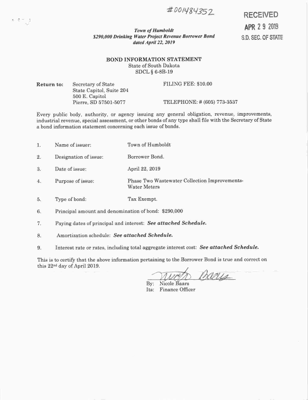 #001484352
RECEIVED
APR 29 2019
S.D. SEC. OF STATE
Town of Humboldt
$290,000 Drinking Water Project Revenue Borrower Bond
dated April 22, 2019
BOND INFORMATION STATEMENT
State of South Dakota
SDCL § 6-8B-19
Return to: Secretary of State FILING FEE: $10.00
State Capitol, Suite 204
500 E. Capitol
Pierre, SD 57501-5077 TELEPHONE: # (605) 773-3537
Every public body, authority, or agency issuing any general obligation, revenue, improvements,
industrial revenue, special assessment, or other bonds of any type shall file with the Secretary of State
a bond information statement concerning each issue of bonds.
1. Name of issuer: Town of Humboldt
2. Designation of issue: Borrower Bond.
3. Date of issue: April 22, 2019
4. Purpose of issue: Phase Two Wastewater Collection Improvements-
Water Meters
5. Type of bond: Tax Exempt.
6. Principal amount and denomination of bond: $290,000
7. Paying dates of principal and interest: See attached Schedule.
8. Amortization schedule: See attached Schedule.
9. Interest rate or rates, including total aggregate interest cost: See attached Schedule.
This is to certify that the above information pertaining to the Borrower Bond is true and correct on
this 22nd day of April 2019.
By: Nicole Baars
Its: Finance Officer